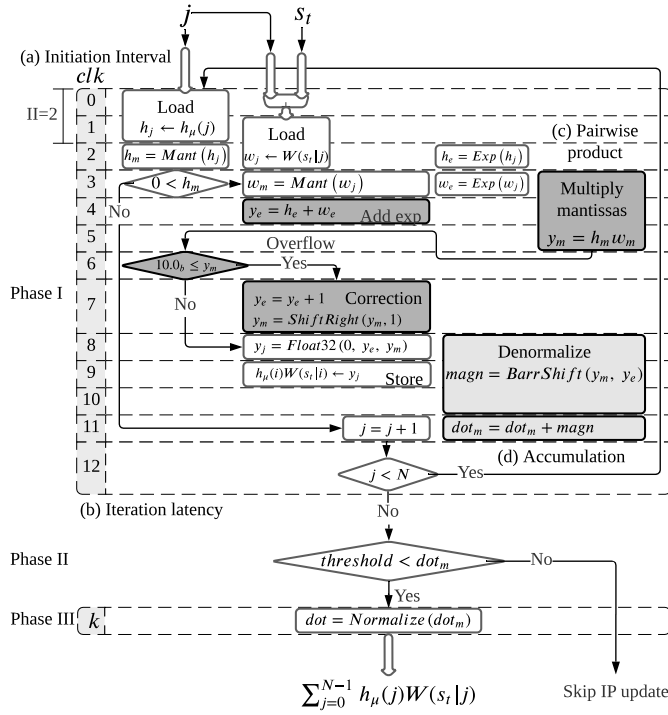 j
s_t
(a) Initiation Interval
clk
0
Load
h_j ← h_μ(j)
II=2
1
Load
w_j ← W(s_t|j)
(c) Pairwise
product
2
h_m = Mant(h_j)
h_e = Exp(h_j)
3
0 < h_m
w_m = Mant(w_j)
w_e = Exp(w_j)
Multiply
mantissas
y_m = h_m w_m
No
4
y_e = h_e + w_e
Add exp
5
Overflow
6
10.0_b ≤ y_m
Yes
Phase I
No
7
y_e = y_e + 1
Correction
y_m = ShiftRight(y_m, 1)
8
y_j = Float32(0, y_e, y_m)
Denormalize
magn = BarrShift(y_m, y_e)
9
h_μ(i)W(s_t|i) ← y_j
Store
10
11
j = j + 1
dot_m = dot_m + magn
12
j < N
Yes
(d) Accumulation
(b) Iteration latency
No
Phase II
threshold < dot_m
No
Yes
Phase III
k
dot = Normalize(dot_m)
∑_{j=0}^{N−1} h_μ(j)W(s_t|j)
Skip IP update